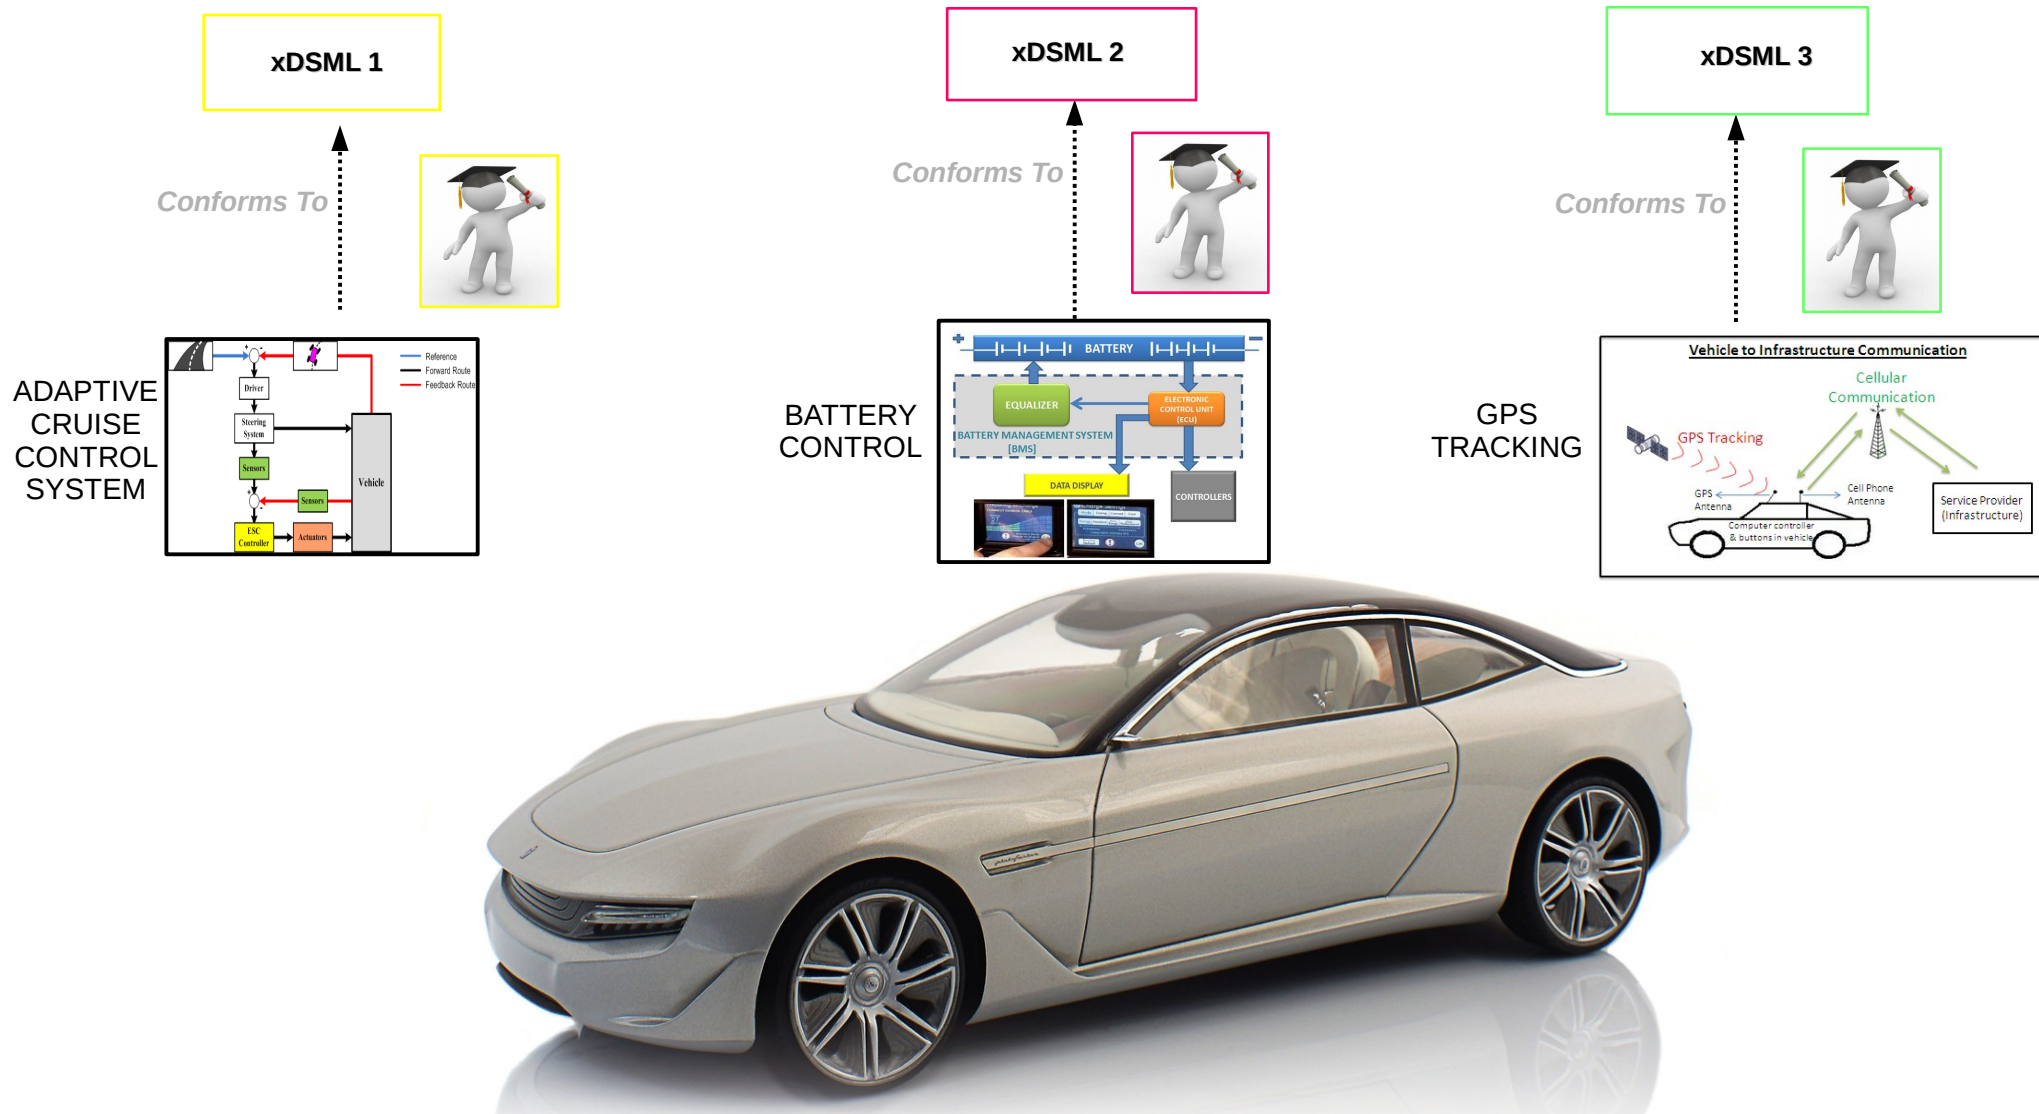 xDSML 1
xDSML 2
xDSML 3
Conforms To
Conforms To
Conforms To
ADAPTIVE
CRUISE
CONTROL
SYSTEM
+
-
Reference
Forward Route
Feedback Route
Driver
Steering
System
Sensors
Vehicle
+
-
Sensors
ESC
Controller
Actuators
BATTERY
CONTROL
BATTERY
EQUALIZER
ELECTRONIC
CONTROL UNIT
(ECU)
BATTERY MANAGEMENT SYSTEM
[BMS]
DATA DISPLAY
CONTROLLERS
GPS
TRACKING
Vehicle to Infrastructure Communication
Cellular
Communication
GPS Tracking
GPS
Antenna
Cell Phone
Antenna
Service Provider
(Infrastructure)
Computer controller
& buttons in vehicle